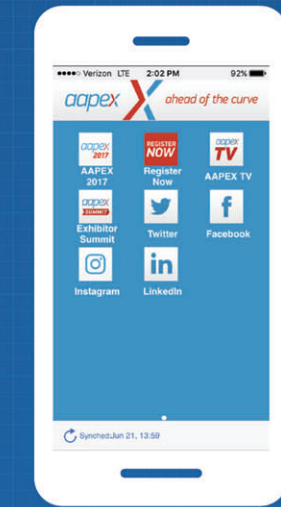 Verizon LTE 2:02 PM 92%
aapex X ahead of the curve
aapex 2017
REGISTER NOW
aapex TV
AAPEX 2017
Register Now
AAPEX TV
aapex SUMMIT
Exhibitor Summit
Twitter
f
Facebook
in
Instagram
LinkedIn
Synched:Jun 21, 13:59